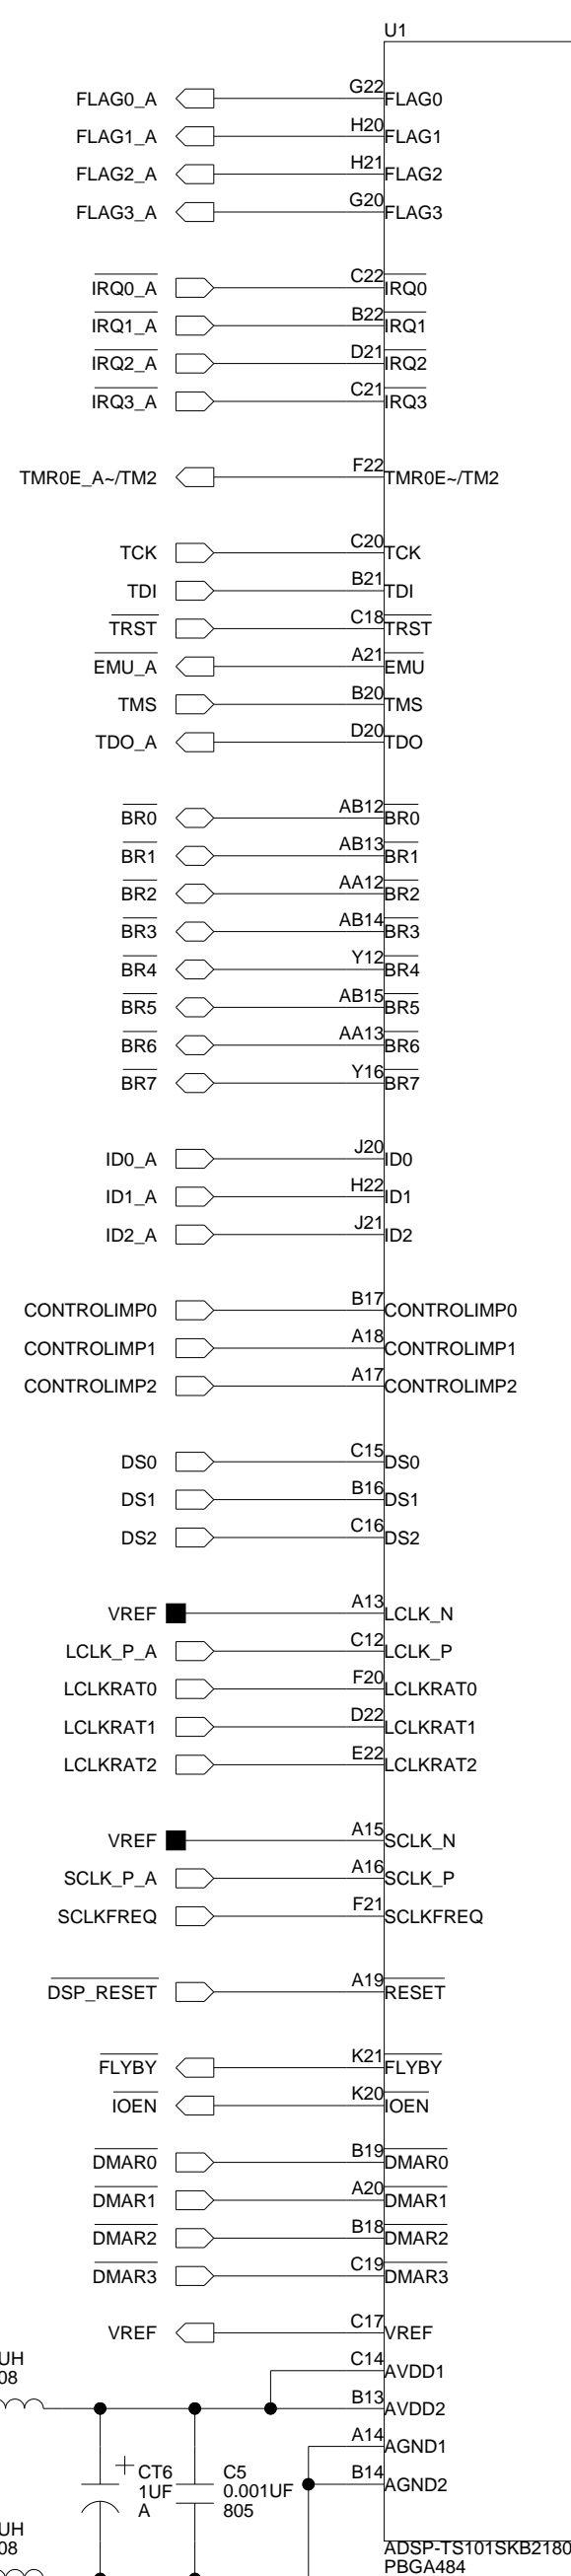 U1
FLAG0_A G22 FLAG0
FLAG1_A H20 FLAG1
FLAG2_A H21 FLAG2
FLAG3_A G20 FLAG3
IRQ0_A C22 IRQ0
IRQ1_A B22 IRQ1
IRQ2_A D21 IRQ2
IRQ3_A C21 IRQ3
TMR0E_A~/TM2 F22 TMR0E~/TM2
TCK C20 TCK
TDI B21 TDI
TRST C18 TRST
EMU_A A21 EMU
TMS B20 TMS
TDO_A D20 TDO
BR0 AB12 BR0
BR1 AB13 BR1
BR2 AA12 BR2
BR3 AB14 BR3
BR4 Y12 BR4
BR5 AB15 BR5
BR6 AA13 BR6
BR7 Y16 BR7
ID0_A J20 ID0
ID1_A H22 ID1
ID2_A J21 ID2
CONTROLIMP0 B17 CONTROLIMP0
CONTROLIMP1 A18 CONTROLIMP1
CONTROLIMP2 A17 CONTROLIMP2
DS0 C15 DS0
DS1 B16 DS1
DS2 C16 DS2
VREF A13 LCLK_N
LCLK_P_A C12 LCLK_P
LCLKRAT0 F20 LCLKRAT0
LCLKRAT1 D22 LCLKRAT1
LCLKRAT2 E22 LCLKRAT2
VREF A15 SCLK_N
SCLK_P_A A16 SCLK_P
SCLKFREQ F21 SCLKFREQ
DSP_RESET A19 RESET
FLYBY K21 FLYBY
IOEN K20 IOEN
DMAR0 B19 DMAR0
DMAR1 A20 DMAR1
DMAR2 B18 DMAR2
DMAR3 C19 DMAR3
VREF C17 VREF
UH C14 AVDD1
08
B13 AVDD2
A14 AGND1
B14 AGND2
CT6 C5
1UF 0.001UF
A 805
UH
08
ADSP-TS101SKB2180
PBGA484